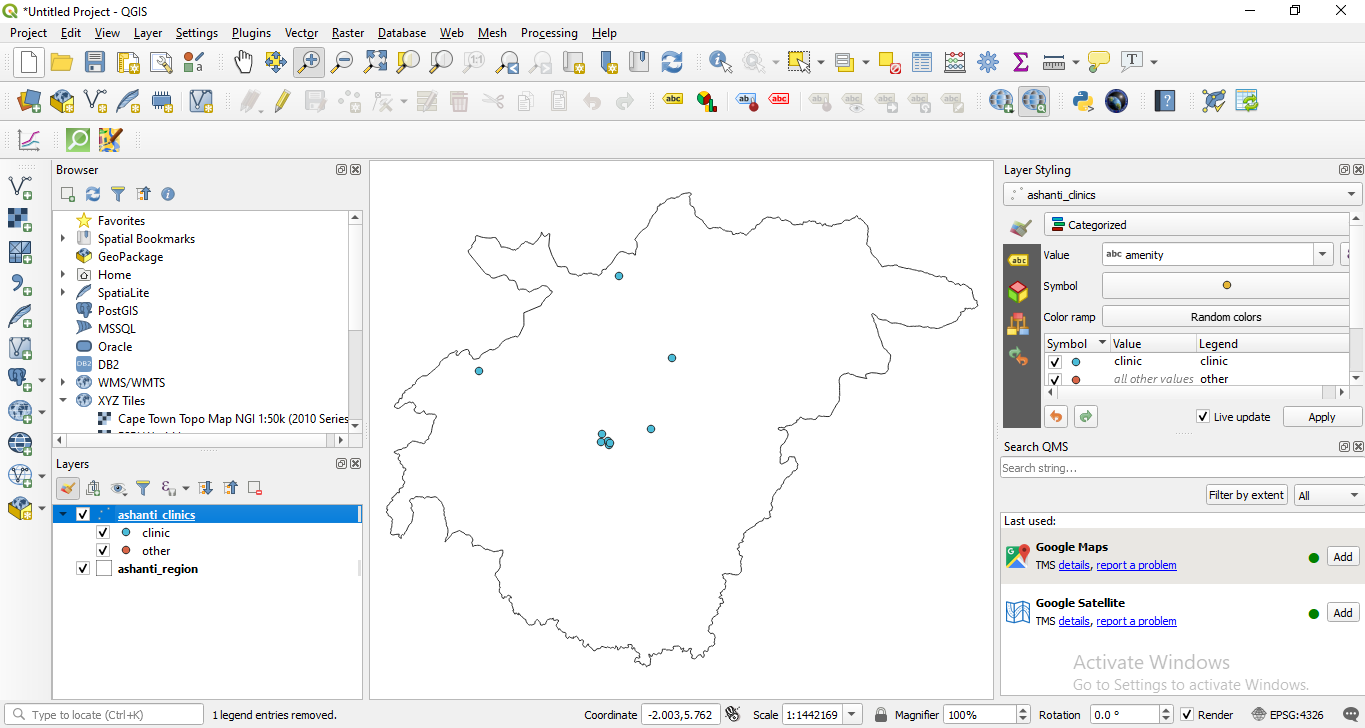 *Untitled Project - QGIS
Project Edit View Layer Settings Plugins Vector Raster Database Web Mesh Processing Help
Browser
Favorites
Spatial Bookmarks
GeoPackage
Home
SpatiaLite
PostGIS
MSSQL
Oracle
DB2
WMS/WMTS
XYZ Tiles
Cape Town Topo Map NGI 1:50k (2010 Series
Layers
ashanti_clinics
clinic
other
ashanti_region
Layer Styling
ashanti_clinics
Categorized
Value abc amenity
Symbol
Color ramp Random colors
Symbol Value Legend
clinic clinic
all other values other
Live update Apply
Search QMS
Search string...
Filter by extent All
Last used:
Google Maps
TMS details, report a problem Add
Google Satellite
TMS details, report a problem Add
Activate Windows
Go to Settings to activate Windows.
Type to locate (Ctrl+K) 1 legend entries removed. Coordinate -2.003,5.762 Scale 1:1442169 Magnifier 100% Rotation 0.0 ° Render EPSG:4326